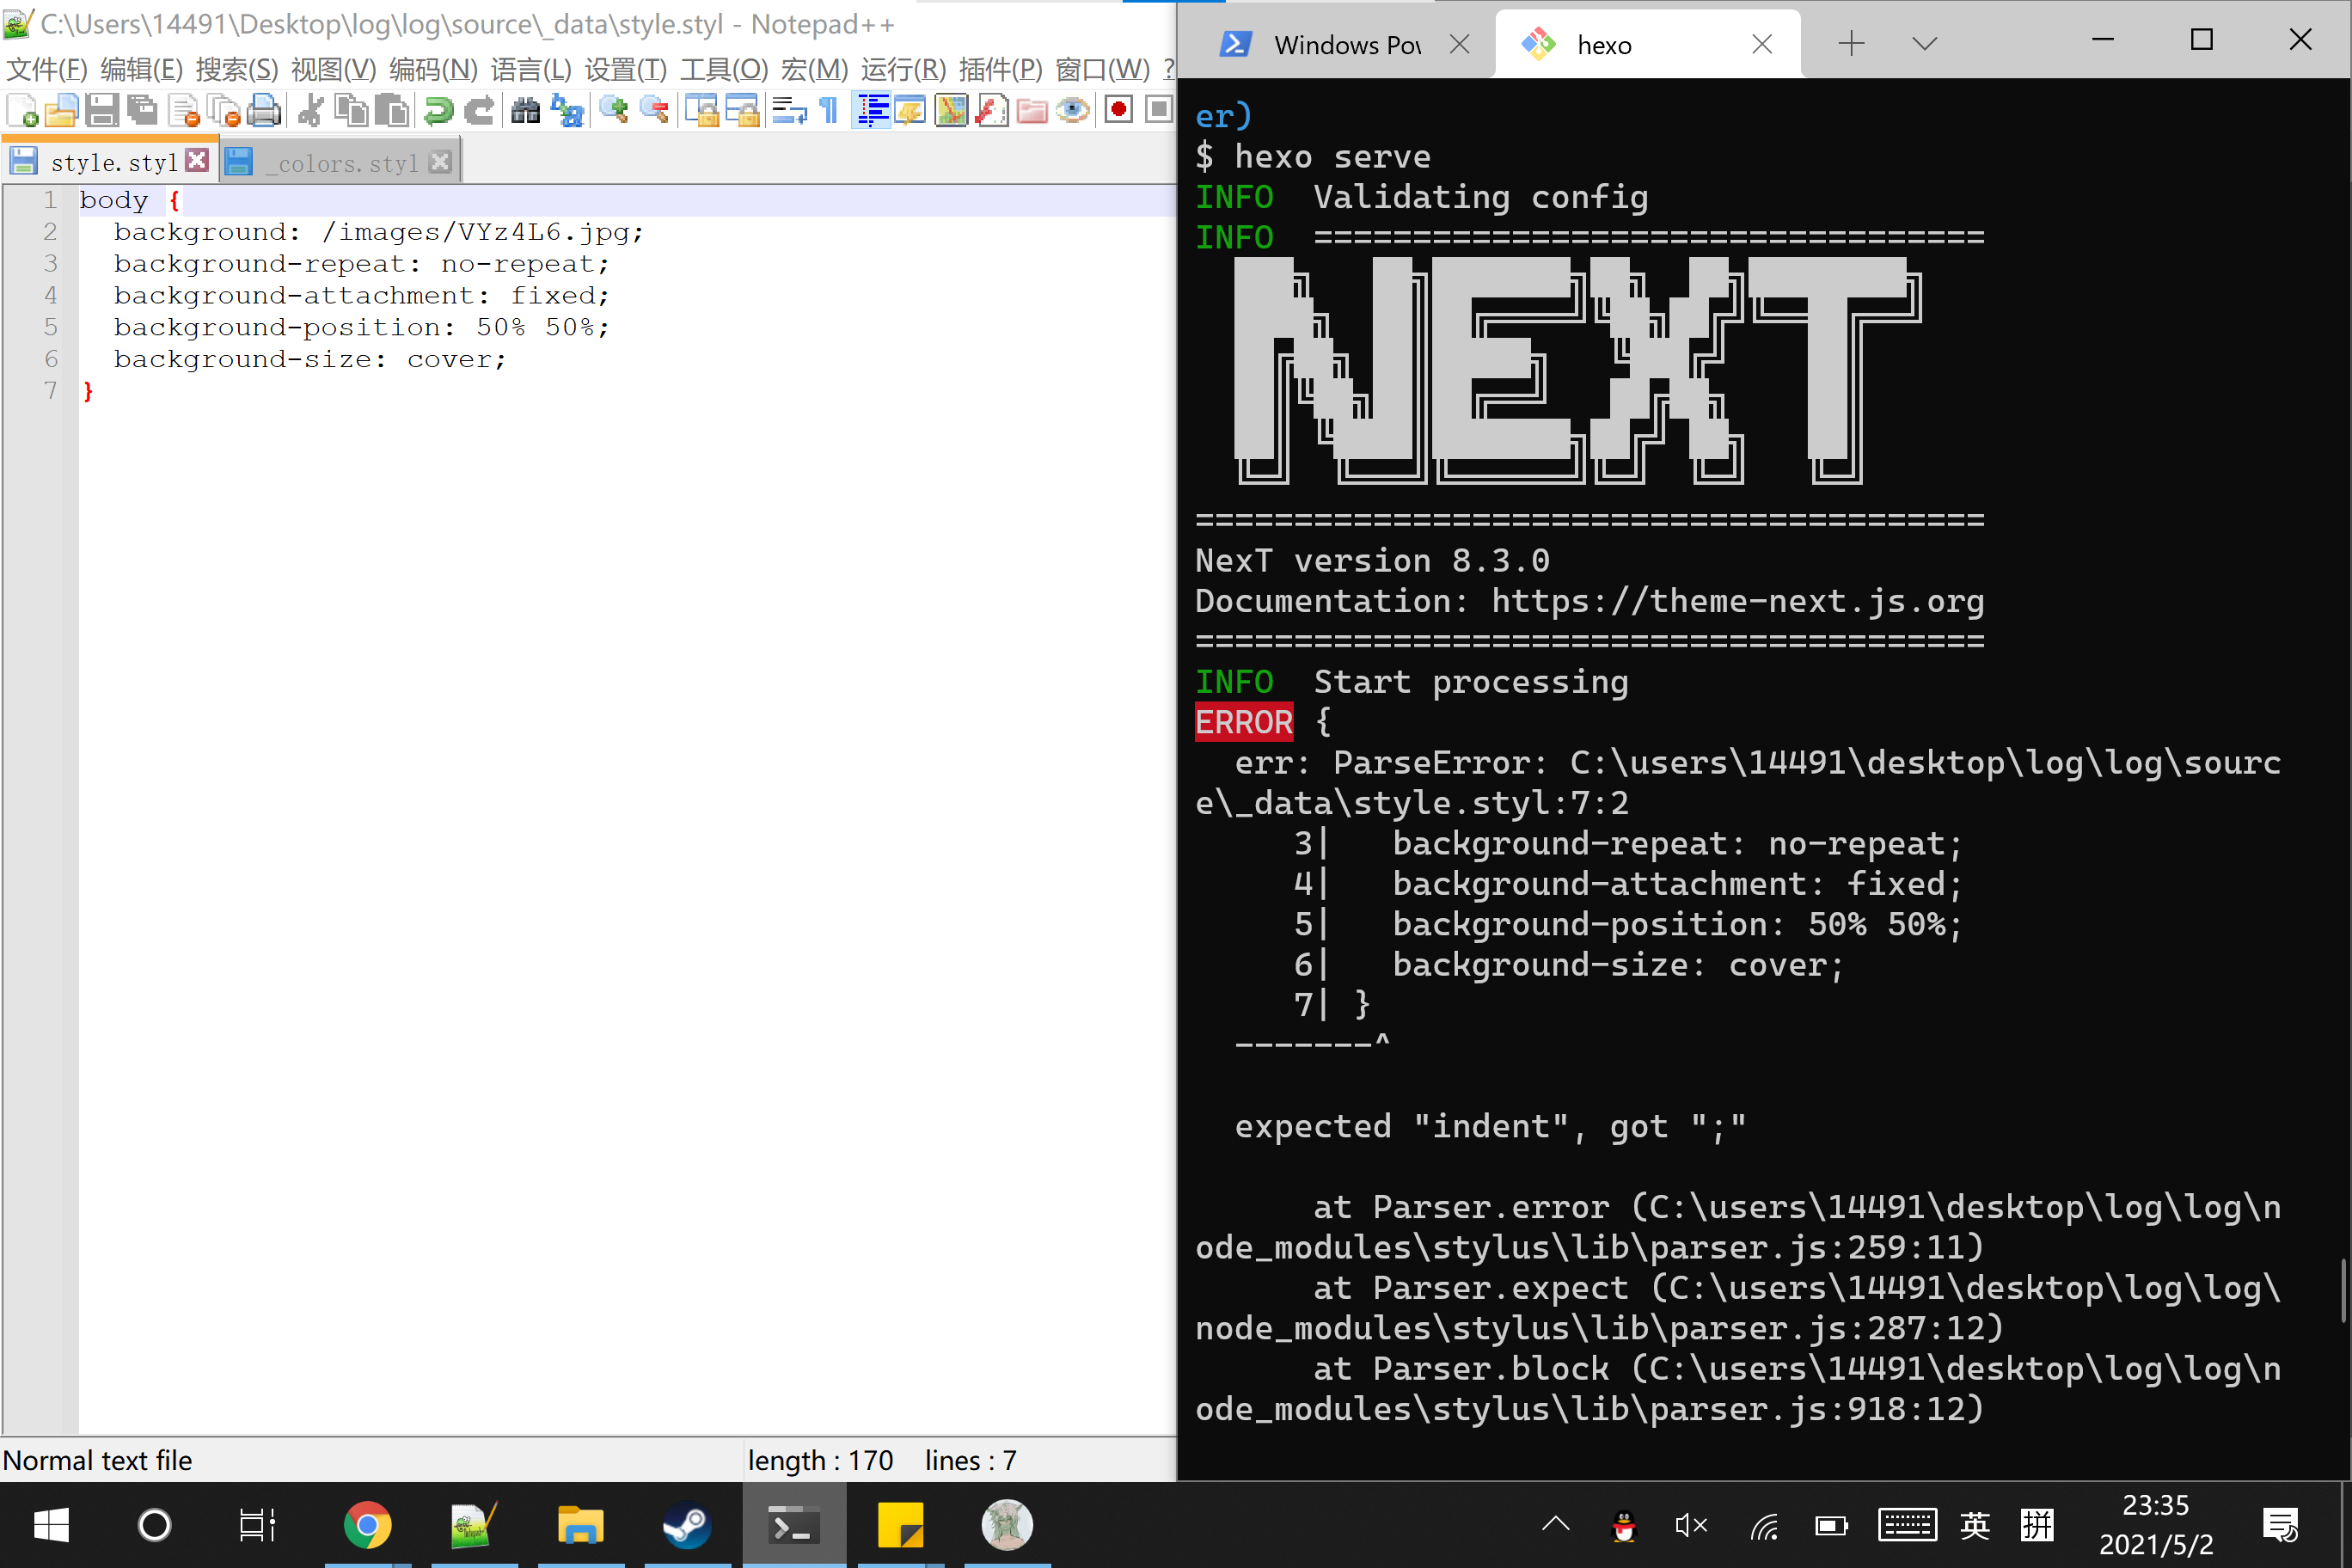 C:\Users\14491\Desktop\log\log\source\_data\style.styl - Notepad++
文件(F) 编辑(E) 搜索(S) 视图(V) 编码(N) 语言(L) 设置(T) 工具(O) 宏(M) 运行(R) 插件(P) 窗口(W) ?
style.styl
_colors.styl
1 body {
2 background: /images/VYz4L6.jpg;
3 background-repeat: no-repeat;
4 background-attachment: fixed;
5 background-position: 50% 50%;
6 background-size: cover;
7 }
Normal text file
length : 170 lines : 7
Windows Pow
hexo
er)
$ hexo serve
INFO Validating config
INFO ==================================
NEXT
========================================
NexT version 8.3.0
Documentation: https://theme-next.js.org
========================================
INFO Start processing
ERROR {
err: ParseError: C:\users\14491\desktop\log\log\sourc
e\_data\style.styl:7:2
3| background-repeat: no-repeat;
4| background-attachment: fixed;
5| background-position: 50% 50%;
6| background-size: cover;
7| }
-------^
expected "indent", got ";"
at Parser.error (C:\users\14491\desktop\log\log\n
ode_modules\stylus\lib\parser.js:259:11)
at Parser.expect (C:\users\14491\desktop\log\log\
node_modules\stylus\lib\parser.js:287:12)
at Parser.block (C:\users\14491\desktop\log\log\n
ode_modules\stylus\lib\parser.js:918:12)
英
拼
23:35
2021/5/2